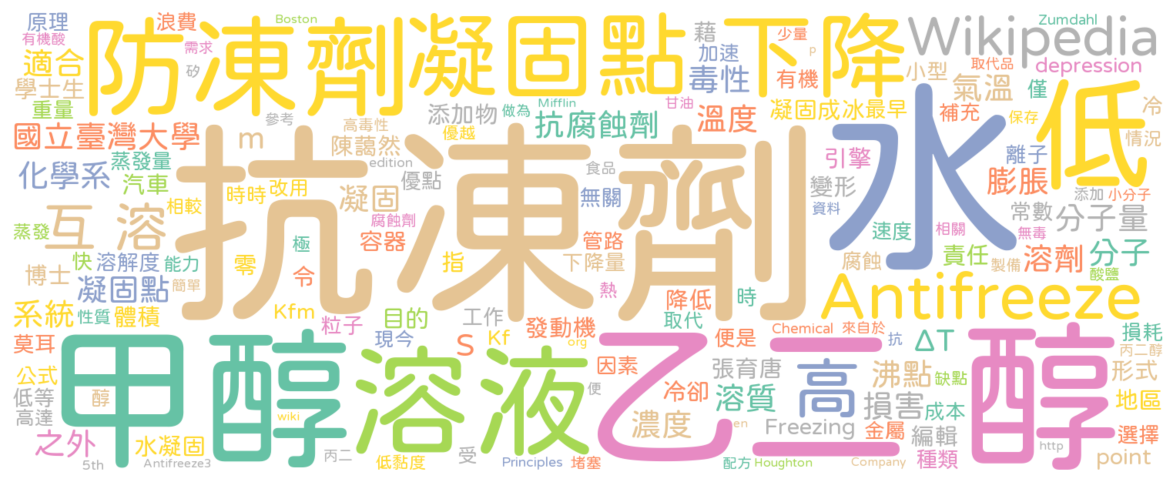 原理 浪費 Boston 防凍劑 凝固點 下降 藉 少量 P Wikipedia Zumdahl
有機酸 需求 矽 加速 取代品
適合 毒性 有機 小型 氣溫 depression
學士生 添加物 做為 Mifflin 甘油 凝固成冰最早 僅 低 冷
重量 參考 高毒性 優越 抗腐蝕劑 溫度 水 補充 保存 情況
國立臺灣大學 m 陳藹然 edition 引擎 離子
蒸發量 抗凍劑 食品 變形 膨脹 添加 小分子
化學系 汽車 時時 改用 凝固 優點 無關 資料 常數 分子量
相較 腐蝕劑 速度 相關 無毒
蒸發 互 溶 極 容器 管路 責任 溶劑 分子
博士 快 溶解度 能力 零 令 指 下降量 腐蝕 製備 酸鹽
凝固點 簡單 熱 降低 時 Antifreeze
系統 性質 體積 Kfm 粒子 目的 工作 發動機 取代 便是 Chemical 來自於 抗 ΔT 損耗
莫耳 現今 S Kf org 因素 丙二醇
公式 甲醇 溶液 乙二醇 冷卻 張育唐 高 沸點 缺點 形式
低等 醇 便 溶質 損害 成本 地區
高達 wiki en
之外 水凝固 濃度 Freezing 金屬 編輯 選擇
5th Antifreeze3 丙二 低黏度 受 Principles 堵塞 配方 Houghton Company 種類 http point